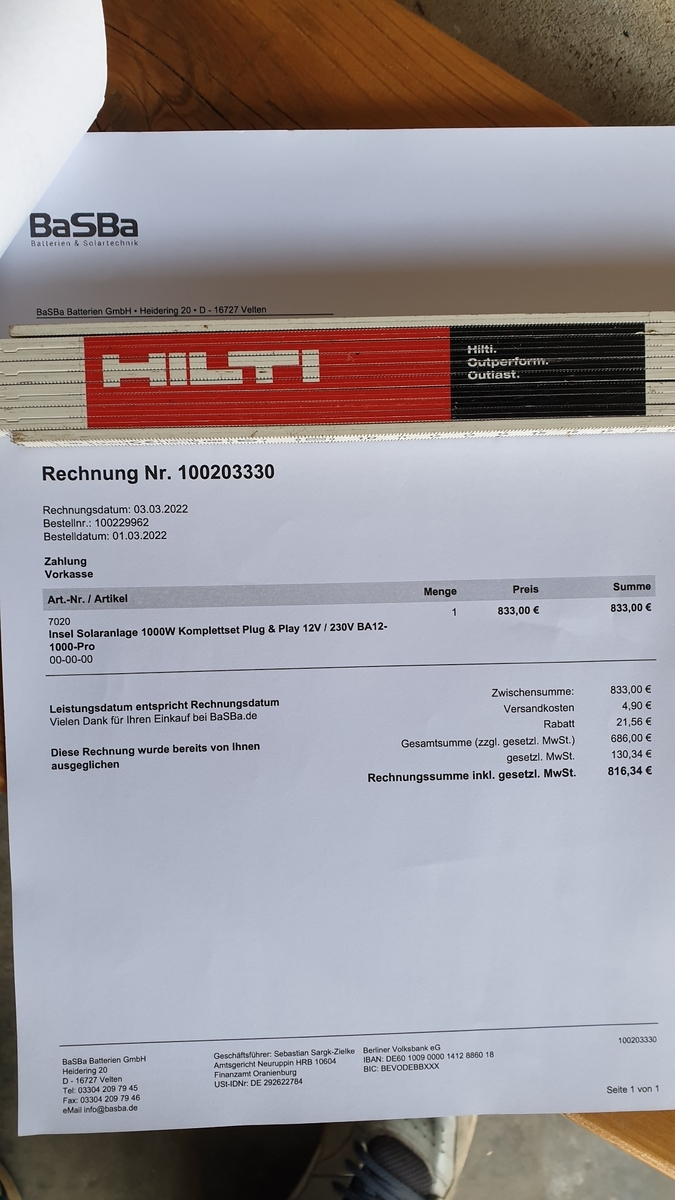 BaSBa
Batterien & Solartechnik
BaSBa Batterien GmbH • Heidering 20 • D - 16727 Velten
HILTI
Hilti.
Outperform.
Outlast.
Rechnung Nr. 100203330
Rechnungsdatum: 03.03.2022
Bestellnr.: 100229962
Bestelldatum: 01.03.2022
Zahlung
Vorkasse
Art.-Nr. / Artikel Menge Preis Summe
7020 1 833,00 € 833,00 €
Insel Solaranlage 1000W Komplettset Plug & Play 12V / 230V BA12-
1000-Pro
00-00-00
Zwischensumme: 833,00 €
Leistungsdatum entspricht Rechnungsdatum Versandkosten 4,90 €
Vielen Dank für Ihren Einkauf bei BaSBa.de Rabatt 21,56 €
Diese Rechnung wurde bereits von Ihnen Gesamtsumme (zzgl. gesetzl. MwSt.) 686,00 €
ausgeglichen gesetzl. MwSt. 130,34 €
Rechnungssumme inkl. gesetzl. MwSt. 816,34 €
100203330
BaSBa Batterien GmbH
Heidering 20
D - 16727 Velten
Tel: 03304 209 79 45
Fax: 03304 209 79 46
eMail info@basba.de
Geschäftsführer: Sebastian Sargk-Zielke
Amtsgericht Neuruppin HRB 10604
Finanzamt Oranienburg
USt-IDNr: DE 292622784
Berliner Volksbank eG
IBAN: DE60 1009 0000 1412 8860 18
BIC: BEVODEBBXXX
Seite 1 von 1